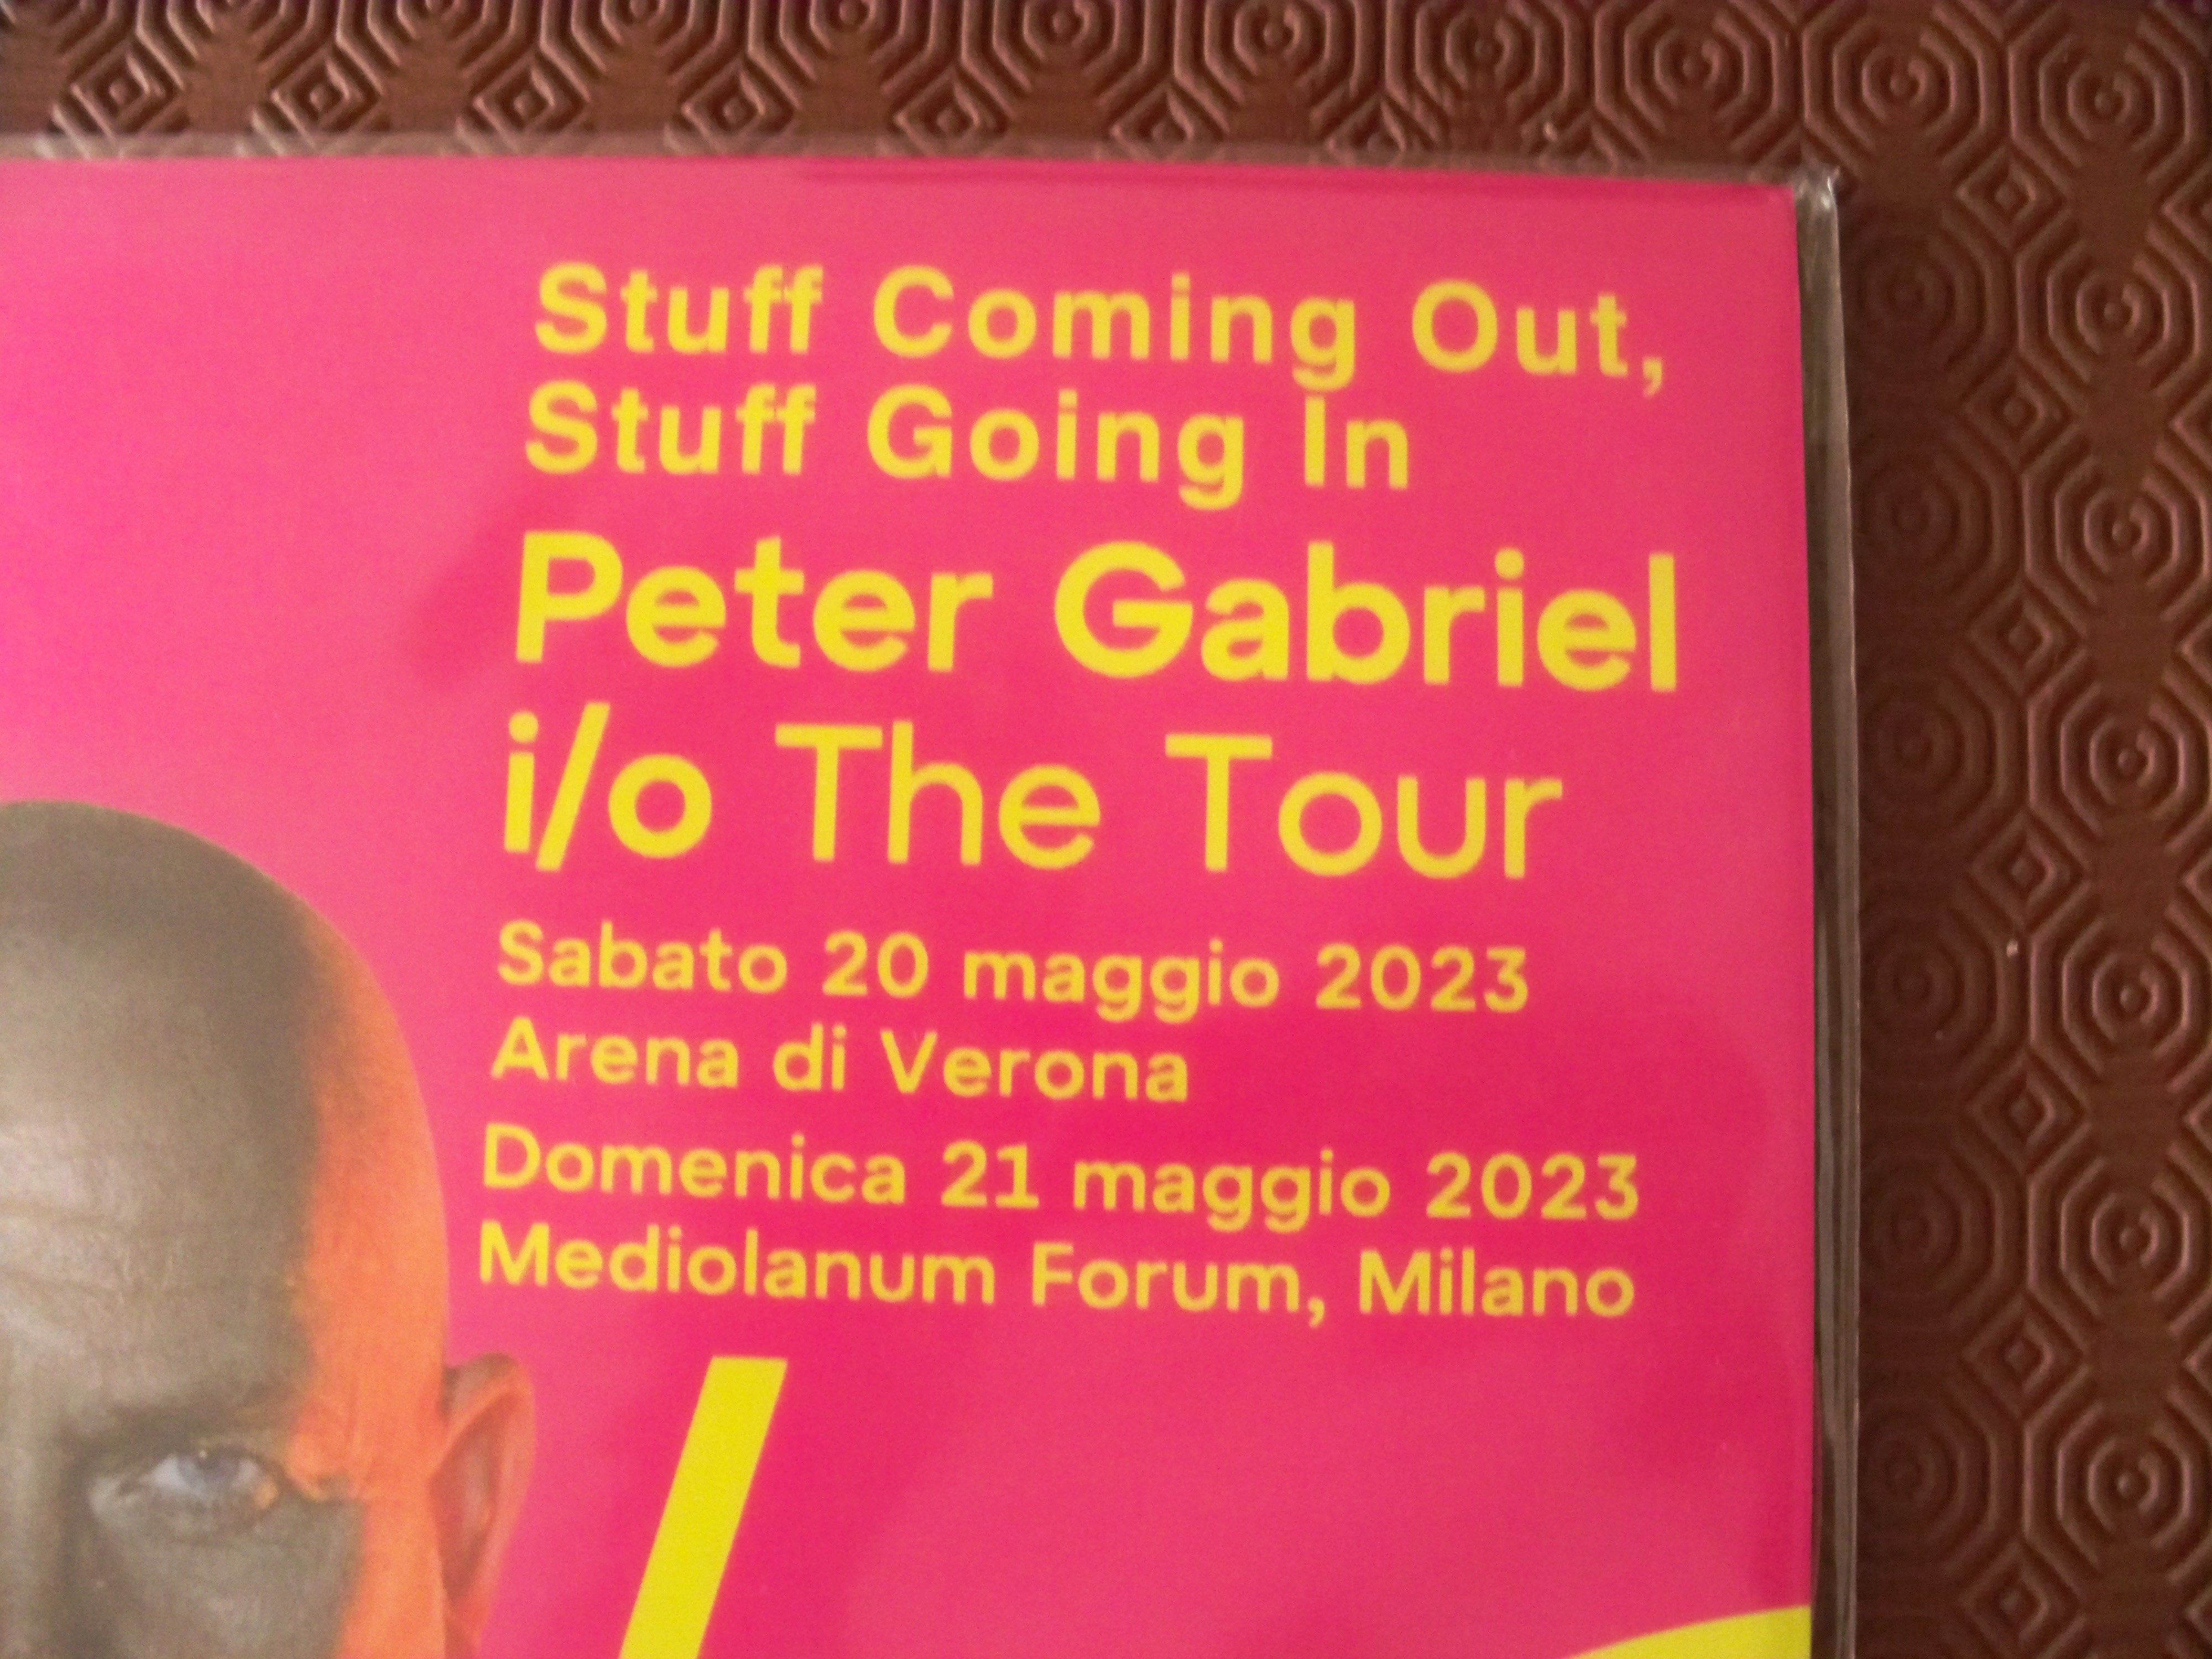 Stuff Coming Out,
Stuff Going In
Peter Gabriel
i/o The Tour
Sabato 20 maggio 2023
Arena di Verona
Domenica 21 maggio 2023
Mediolanum Forum, Milano
/